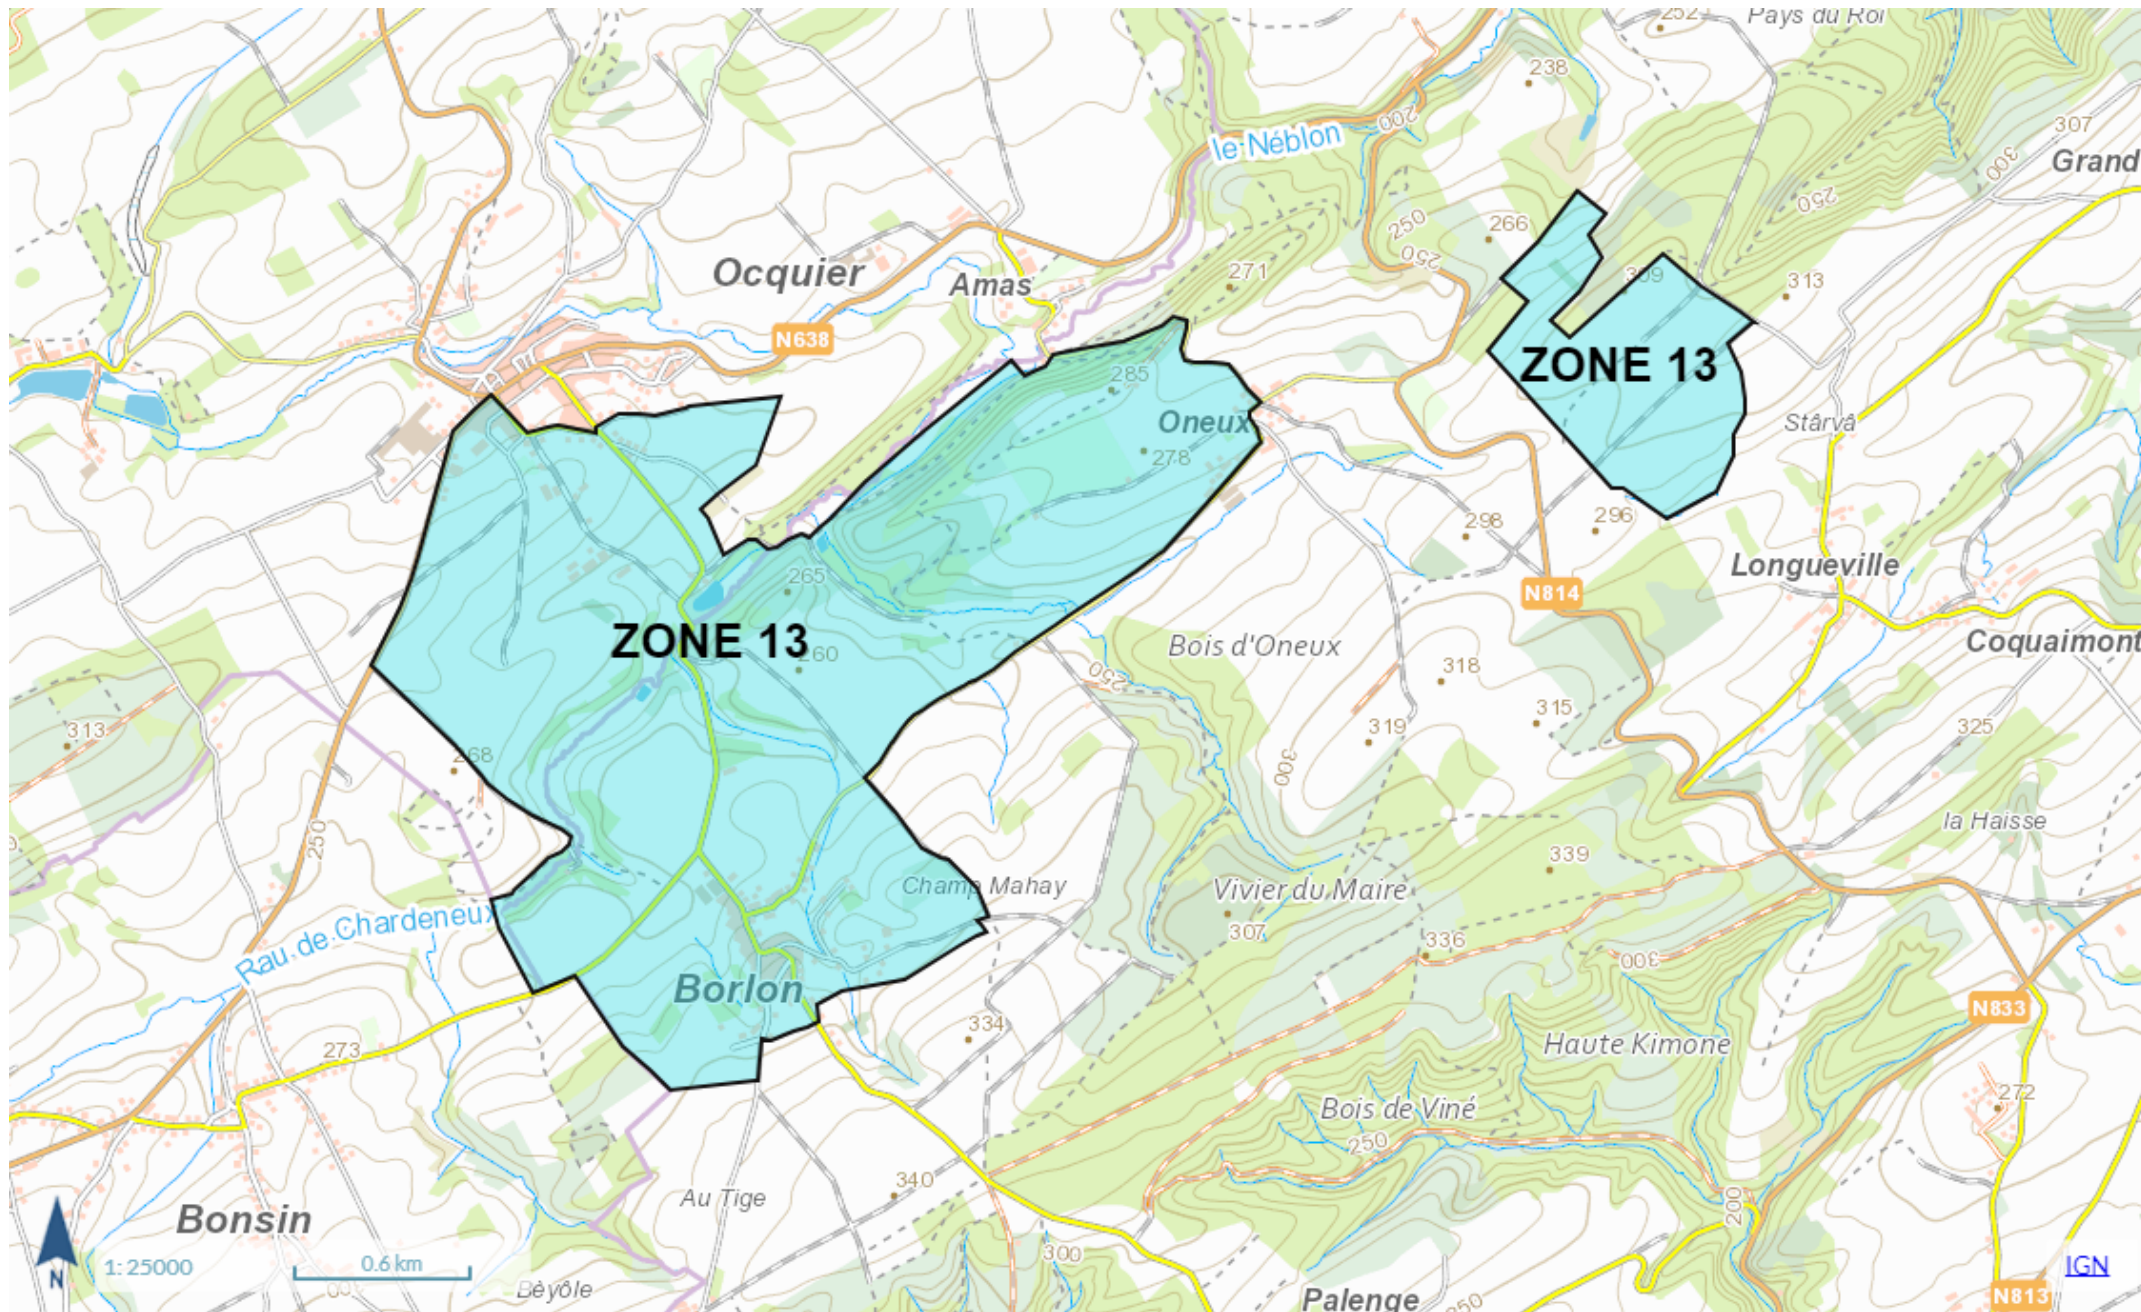 252
Pays du Roi
238
307
Grand
200
le Néblon
250
300
250
266
250
271
309
313
Ocquier
Amas
N638
285
ZONE 13
Oneux
Stârvâ
278
298
296
265
Longueville
N814
ZONE 13
260
Bois d'Oneux
Coquaimont
250
318
315
313
319
325
268
300
250
la Haisse
339
Champ Mahay
Vivier du Maire
Rau de Chardeneux
307
336
300
Borlon
N833
334
Haute Kimone
273
272
Bois de Viné
250
340
Au Tige
200
Bonsin
300
N
1: 25000
0.6 km
IGN
Bèyôle
Palenge
350
N813